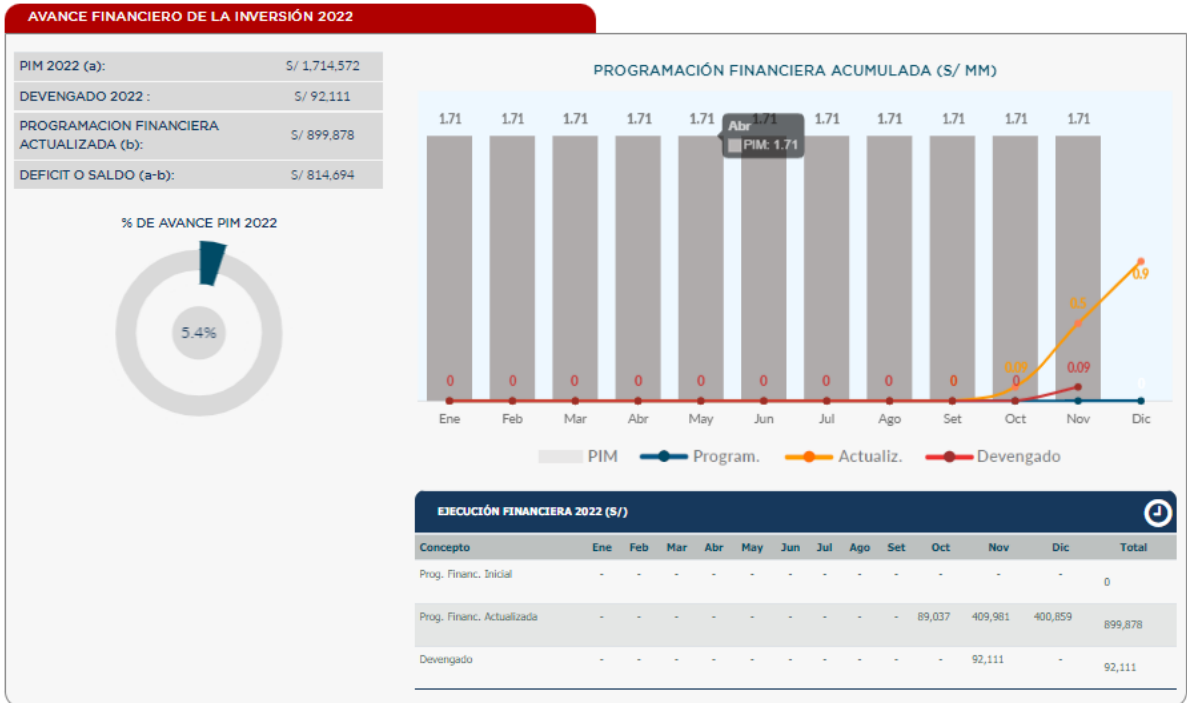 AVANCE FINANCIERO DE LA INVERSIÓN 2022
PIM 2022 (a): S/ 1,714,572
DEVENGADO 2022 : S/ 92,111
PROGRAMACION FINANCIERA
ACTUALIZADA (b): S/ 899,878
DEFICIT O SALDO (a-b): S/ 814,694
% DE AVANCE PIM 2022
5.4%
PROGRAMACIÓN FINANCIERA ACUMULADA (S/ MM)
1.71 1.71 1.71 1.71 1.71 1.71 1.71 1.71 1.71 1.71 1.71
Abr
PIM: 1.71
0.9
0.5
0.09 0.09
0 0 0 0 0 0 0 0 0 0 0
Ene Feb Mar Abr May Jun Jul Ago Set Oct Nov Dic
PIM Program. Actualiz. Devengado
EJECUCIÓN FINANCIERA 2022 (S/)
Concepto Ene Feb Mar Abr May Jun Jul Ago Set Oct Nov Dic Total
Prog. Financ. Inicial - - - - - - - - - - - - 0
Prog. Financ. Actualizada - - - - - - - - - 89,037 409,981 400,859 899,878
Devengado - - - - - - - - - - 92,111 - 92,111